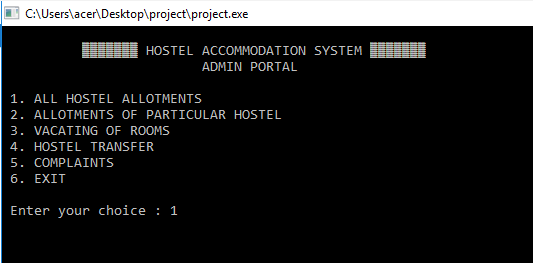 C:\Users\acer\Desktop\project\project.exe
▒▒▒▒▒▒▒ HOSTEL ACCOMMODATION SYSTEM ▒▒▒▒▒▒▒
ADMIN PORTAL
1. ALL HOSTEL ALLOTMENTS
2. ALLOTMENTS OF PARTICULAR HOSTEL
3. VACATING OF ROOMS
4. HOSTEL TRANSFER
5. COMPLAINTS
6. EXIT
Enter your choice : 1